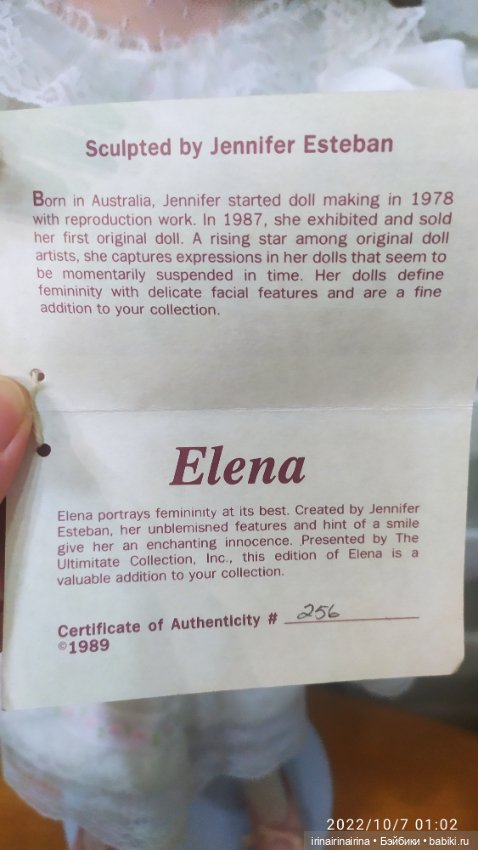 Sculpted by Jennifer Esteban
Born in Australia, Jennifer started doll making in 1978
with reproduction work. In 1987, she exhibited and sold
her first original doll. A rising star among original doll
artists, she captures expressions in her dolls that seem to
be momentarily suspended in time. Her dolls define
femininity with delicate facial features and are a fine
addition to your collection.
Elena
Elena portrays femininity at its best. Created by Jennifer
Esteban, her unblemished features and hint of a smile
give her an enchanting innocence. Presented by The
Ultimitate Collection, Inc., this edition of Elena is a
valuable addition to your collection.
Certificate of Authenticity # 256
©1989
2022/10/7 01:02
irinairinairina • Бэйбики • babiki.ru